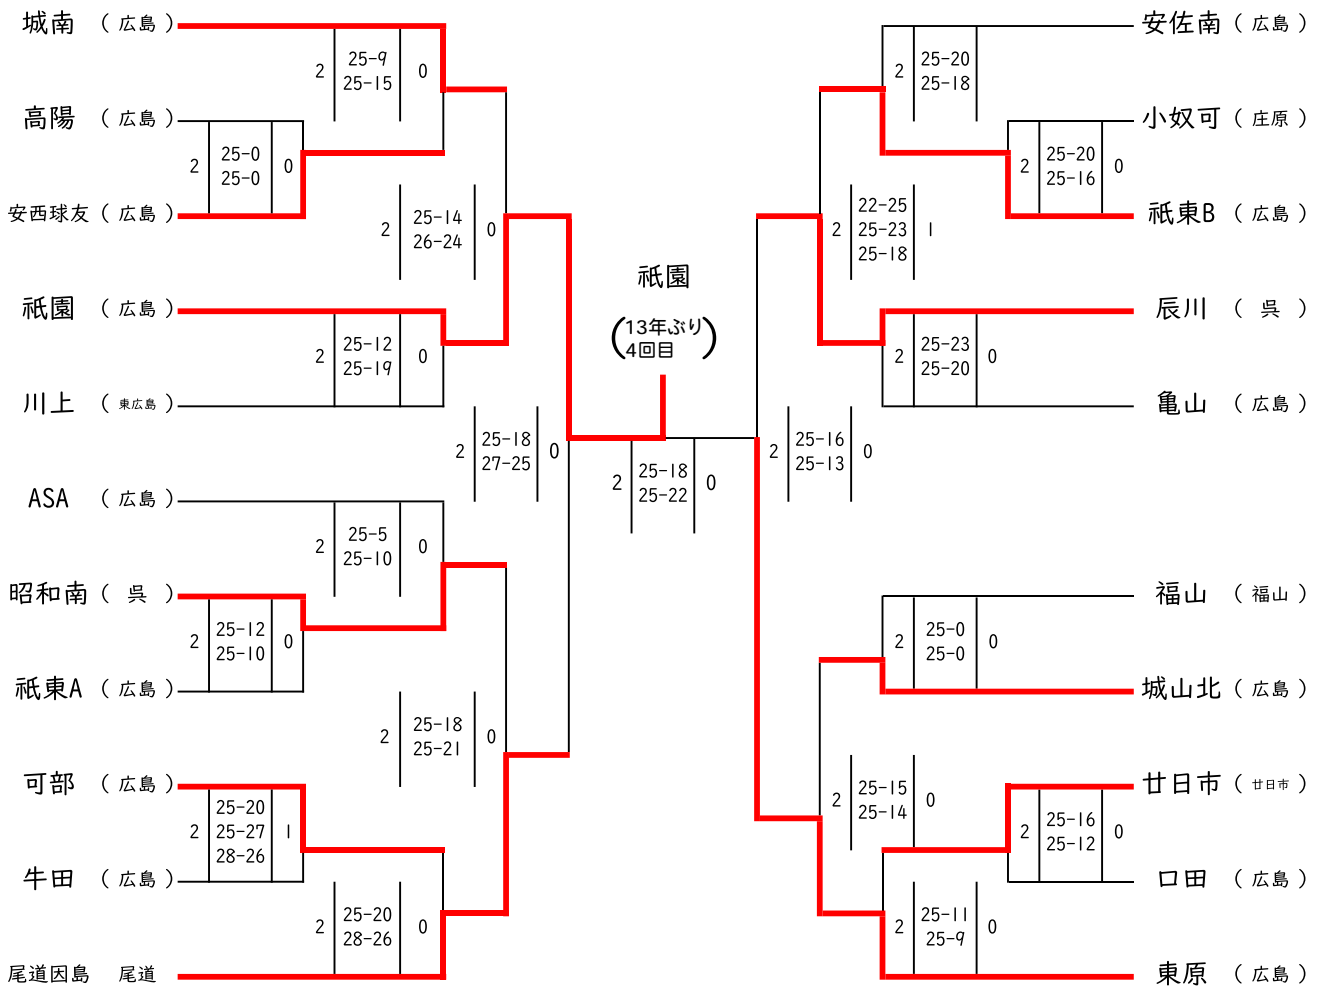 城南 （ 広島 ）
2 25-9 0
25-15
高陽 （ 広島 ）
2 25-0 0
25-0
安西球友 （ 広島 ）
2 25-14 0
26-24
祇園 （ 広島 ）
2 25-12 0
25-19
川上 （ 東広島 ）
2 25-18 0
27-25
ASA （ 広島 ）
2 25-5 0
25-10
昭和南 （ 呉 ）
2 25-12 0
25-10
祇東A （ 広島 ）
2 25-18 0
25-21
可部 （ 広島 ）
2 25-20 1
25-27
28-26
牛田 （ 広島 ）
2 25-20 0
28-26
尾道因島 尾道
祇園
（13年ぶり
4回目）
2 25-18 0
25-22
安佐南 （ 広島 ）
2 25-20
25-18
小奴可 （ 庄原 ）
2 25-20 0
25-16
祇東B （ 広島 ）
2 22-25 1
25-23
25-18
辰川 （ 呉 ）
2 25-23 0
25-20
亀山 （ 広島 ）
2 25-16 0
25-13
福山 （ 福山 ）
2 25-0 0
25-0
城山北 （ 広島 ）
2 25-15 0
25-14
廿日市 （ 廿日市 ）
2 25-16 0
25-12
口田 （ 広島 ）
2 25-11 0
25-9
東原 （ 広島 ）